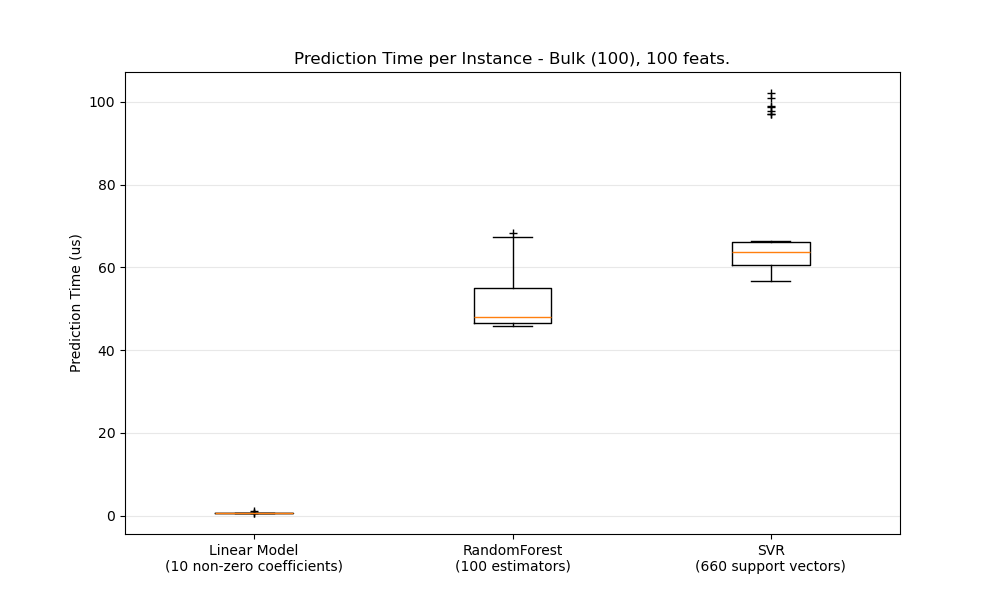 Prediction Time per Instance - Bulk (100), 100 feats.
Prediction Time (us)
100
80
60
40
20
0
Linear Model
(10 non-zero coefficients)
RandomForest
(100 estimators)
SVR
(660 support vectors)